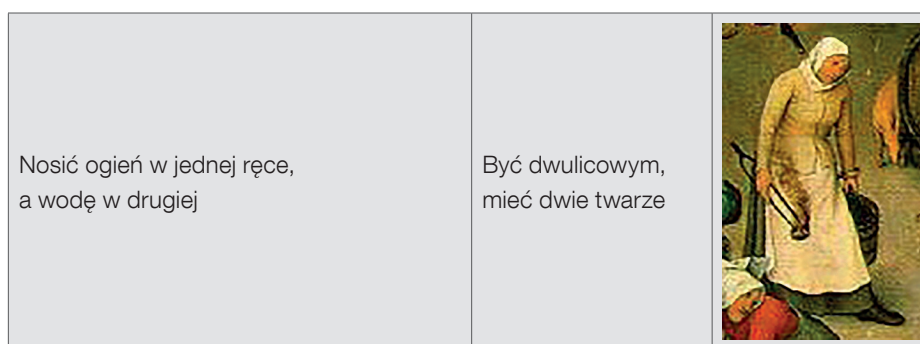 Nosić ogień w jednej ręce,
a wodę w drugiej
Być dwulicowym,
mieć dwie twarze